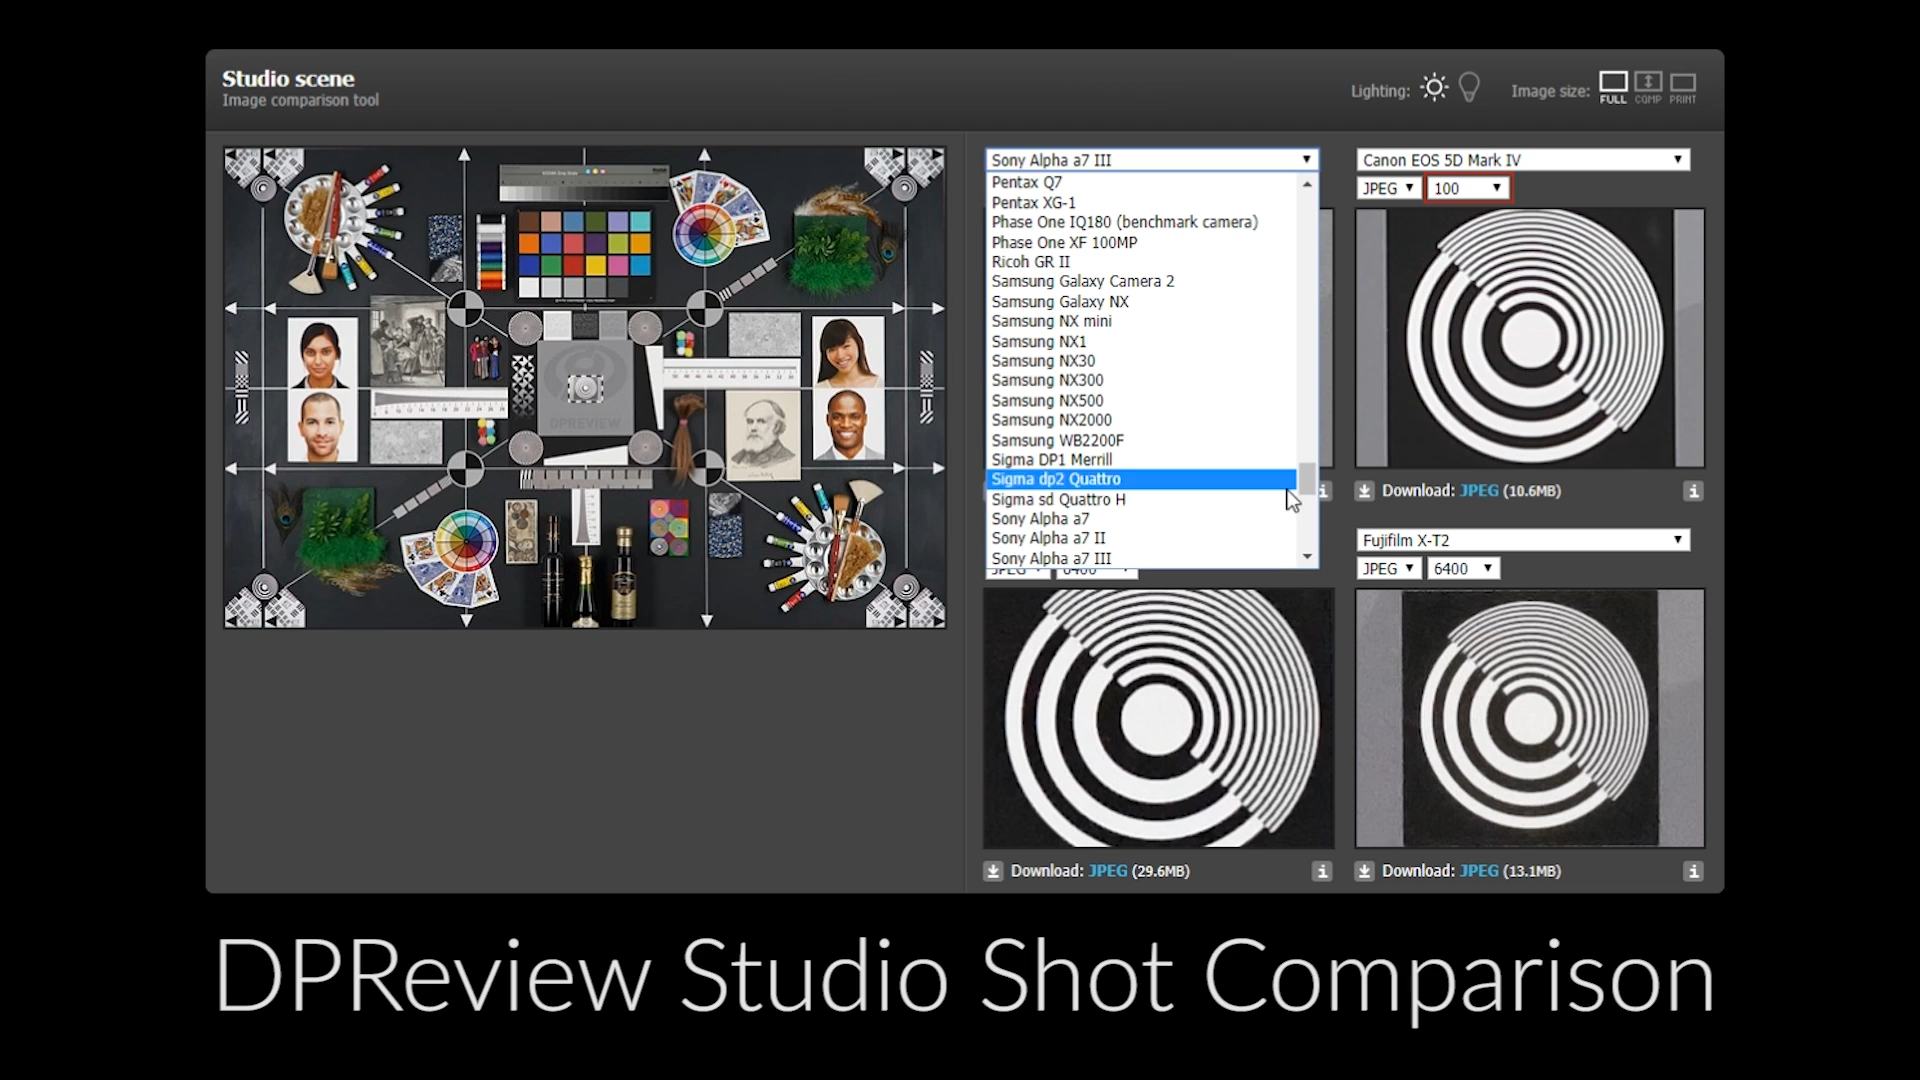 Studio scene
Image comparison tool
Lighting:
Image size:
FULL
COMP
PRINT
DPREVIEW
Sony Alpha a7 III
Pentax Q7
Pentax XG-1
Phase One IQ180 (benchmark camera)
Phase One XF 100MP
Ricoh GR II
Samsung Galaxy Camera 2
Samsung Galaxy NX
Samsung NX mini
Samsung NX1
Samsung NX30
Samsung NX300
Samsung NX500
Samsung NX2000
Samsung WB2200F
Sigma DP1 Merrill
Sigma dp2 Quattro
Sigma sd Quattro H
Sony Alpha a7
Sony Alpha a7 II
Sony Alpha a7 III
JPEG 6400
Download: JPEG (29.6MB)
Canon EOS 5D Mark IV
JPEG 100
Download: JPEG (10.6MB)
Fujifilm X-T2
JPEG 6400
Download: JPEG (13.1MB)
DPReview Studio Shot Comparison